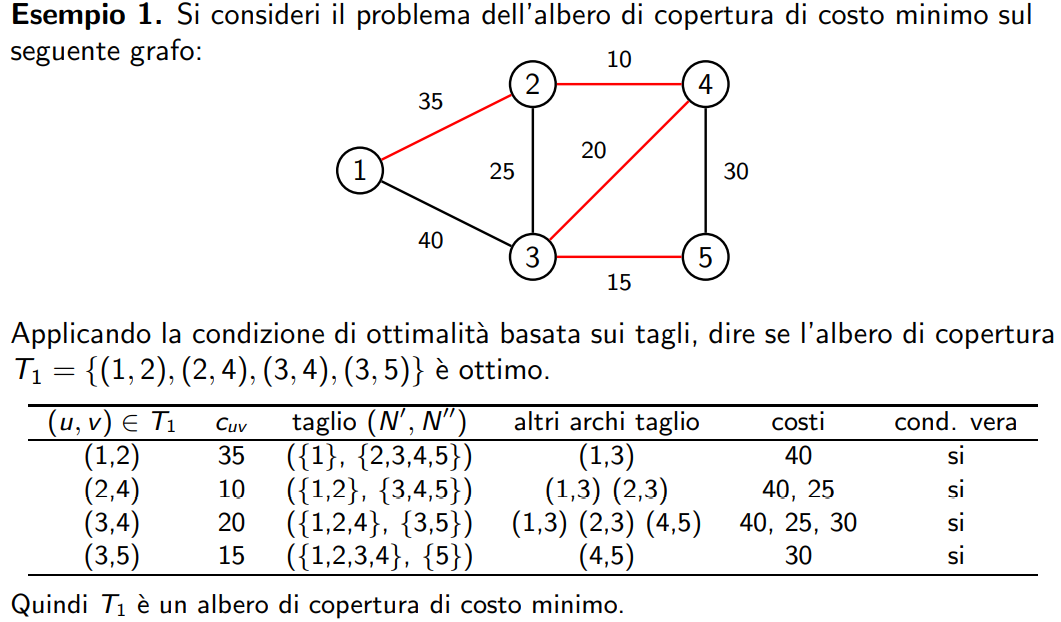 Esempio 1. Si consideri il problema dell'albero di copertura di costo minimo sul
seguente grafo:
10
2
4
35
20
1
25
30
40
3
5
15
Applicando la condizione di ottimalità basata sui tagli, dire se l'albero di copertura
T₁ = {(1, 2), (2, 4), (3, 4), (3, 5)} è ottimo.
(u, v) ∈ T₁ cᵤᵥ taglio (N′, N″) altri archi taglio costi cond. vera
(1,2) 35 ({1}, {2,3,4,5}) (1,3) 40 si
(2,4) 10 ({1,2}, {3,4,5}) (1,3) (2,3) 40, 25 si
(3,4) 20 ({1,2,4}, {3,5}) (1,3) (2,3) (4,5) 40, 25, 30 si
(3,5) 15 ({1,2,3,4}, {5}) (4,5) 30 si
Quindi T₁ è un albero di copertura di costo minimo.